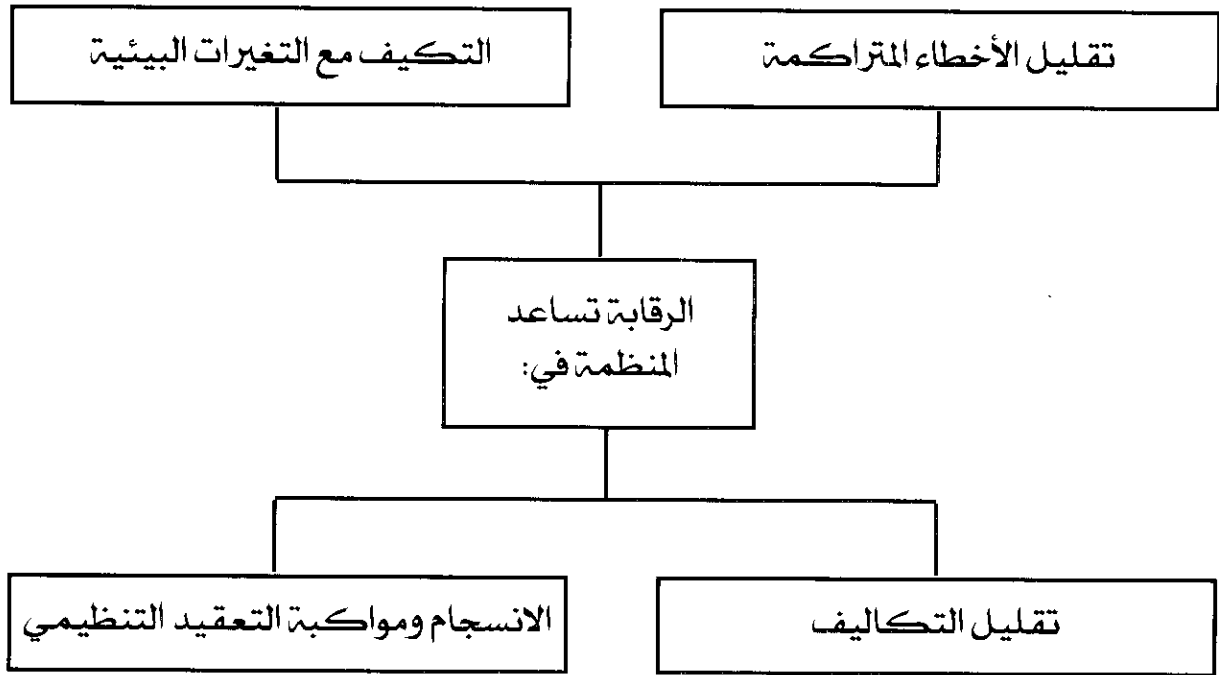 تقليل الأخطاء المتراكمة
التكيف مع التغيرات البيئية
الرقابة تساعد
المنظمة في:
تقليل التكاليف
الانسجام ومواكبة التعقيد التنظيمي